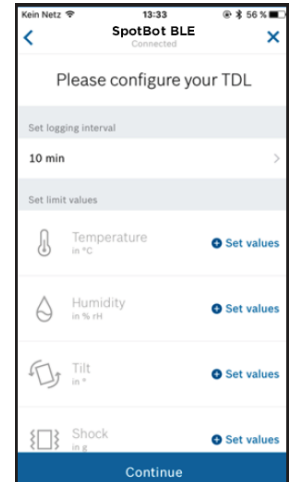 Kein Netz 13:33 56 %
SpotBot BLE
Connected
Please configure your TDL
Set logging interval
10 min
Set limit values
Temperature
in °C
Set values
Humidity
in % rH
Set values
Tilt
in °
Set values
Shock
in g
Set values
Continue